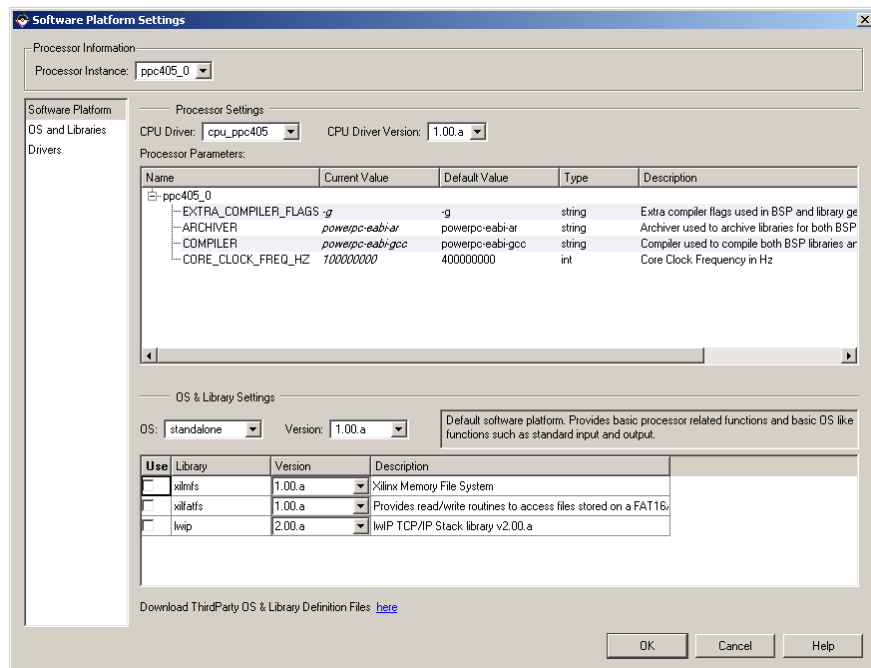 Software Platform Settings
Processor Information
Processor Instance: ppc405_0
Software Platform
OS and Libraries
Drivers
Processor Settings
CPU Driver: cpu_ppc405 CPU Driver Version: 1.00.a
Processor Parameters:
Name Current Value Default Value Type Description
ppc405_0
EXTRA_COMPILER_FLAGS -g -g string Extra compiler flags used in BSP and library ge
ARCHIVER powerpc-eabi-ar powerpc-eabi-ar string Archiver used to archive libraries for both BSP
COMPILER powerpc-eabi-gcc powerpc-eabi-gcc string Compiler used to compile both BSP libraries ar
CORE_CLOCK_FREQ_HZ 100000000 400000000 int Core Clock Frequency in Hz
OS & Library Settings
OS: standalone Version: 1.00.a
Default software platform. Provides basic processor related functions and basic OS like
functions such as standard input and output.
Use Library Version Description
xilmfs 1.00.a Xilinx Memory File System
xilfatfs 1.00.a Provides read/write routines to access files stored on a FAT16/
lwip 2.00.a lwIP TCP/IP Stack library v2.00.a
Download ThirdParty OS & Library Definition Files here
OK Cancel Help